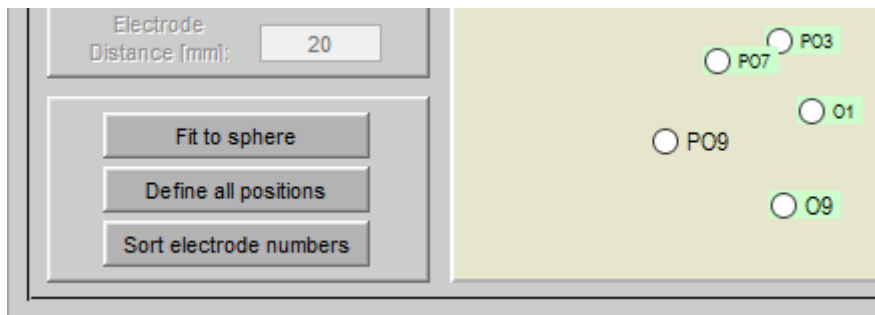 Electrode
Distance [mm]:
20
Fit to sphere
Define all positions
Sort electrode numbers
PO3
PO7
O1
PO9
O9